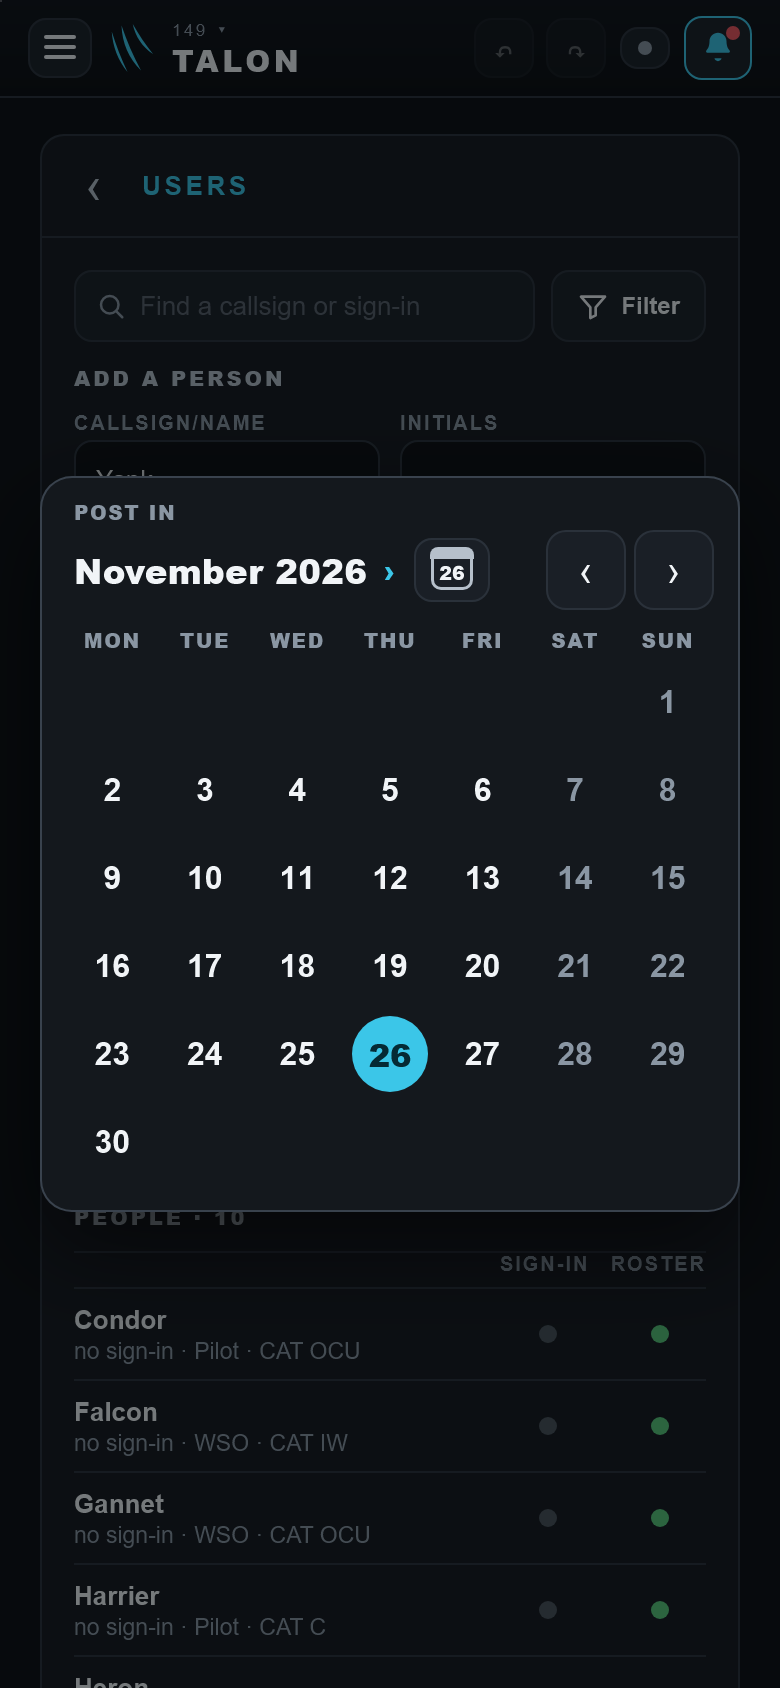 149 ▾
TALON
‹ USERS
Find a callsign or sign-in
Filter
ADD A PERSON
CALLSIGN/NAME INITIALS
POST IN
November 2026 › 26 ‹ ›
MON TUE WED THU FRI SAT SUN
1
2 3 4 5 6 7 8
9 10 11 12 13 14 15
16 17 18 19 20 21 22
23 24 25 26 27 28 29
30
PEOPLE · 10
SIGN-IN ROSTER
Condor
no sign-in · Pilot · CAT OCU
Falcon
no sign-in · WSO · CAT IW
Gannet
no sign-in · WSO · CAT OCU
Harrier
no sign-in · Pilot · CAT C
Heron